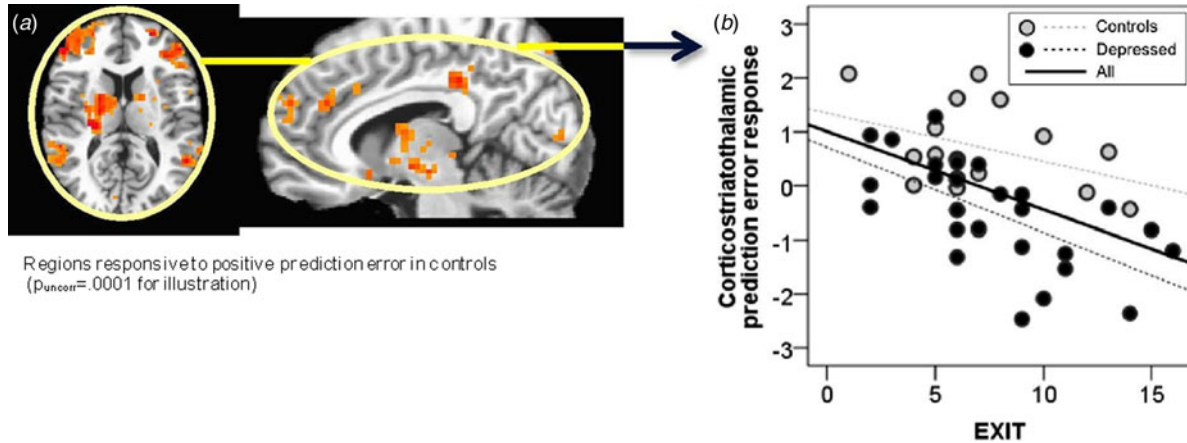 (a)
Regions responsive to positive prediction error in controls
(puncorr=.0001 for illustration)
(b)
Corticostriatothalamic
prediction error response
3
2
1
0
-1
-2
-3
Controls
Depressed
All
0
5
10
15
EXIT